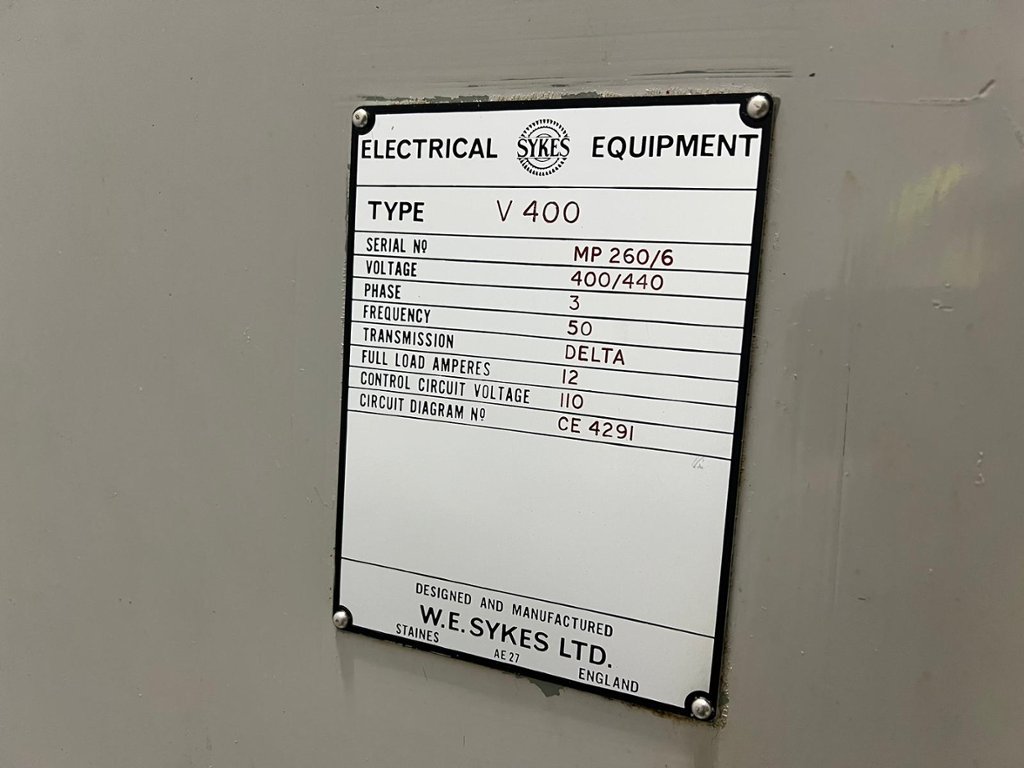 ELECTRICAL SYKES EQUIPMENT
TYPE V 400
SERIAL Nº MP 260/6
VOLTAGE 400/440
PHASE 3
FREQUENCY 50
TRANSMISSION DELTA
FULL LOAD AMPERES 12
CONTROL CIRCUIT VOLTAGE 110
CIRCUIT DIAGRAM Nº CE 4291
DESIGNED AND MANUFACTURED
W.E. SYKES LTD.
STAINES AE 27 ENGLAND